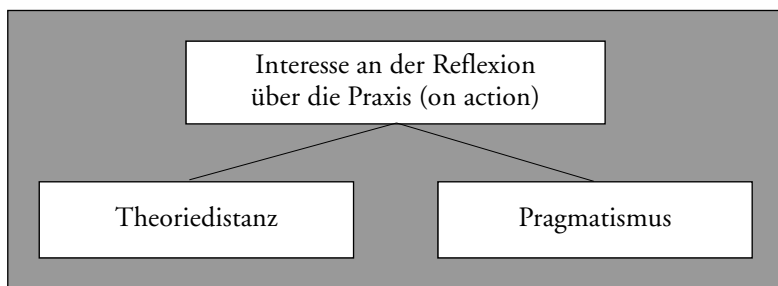 Interesse an der Reflexion
über die Praxis (on action)
Theoriedistanz
Pragmatismus